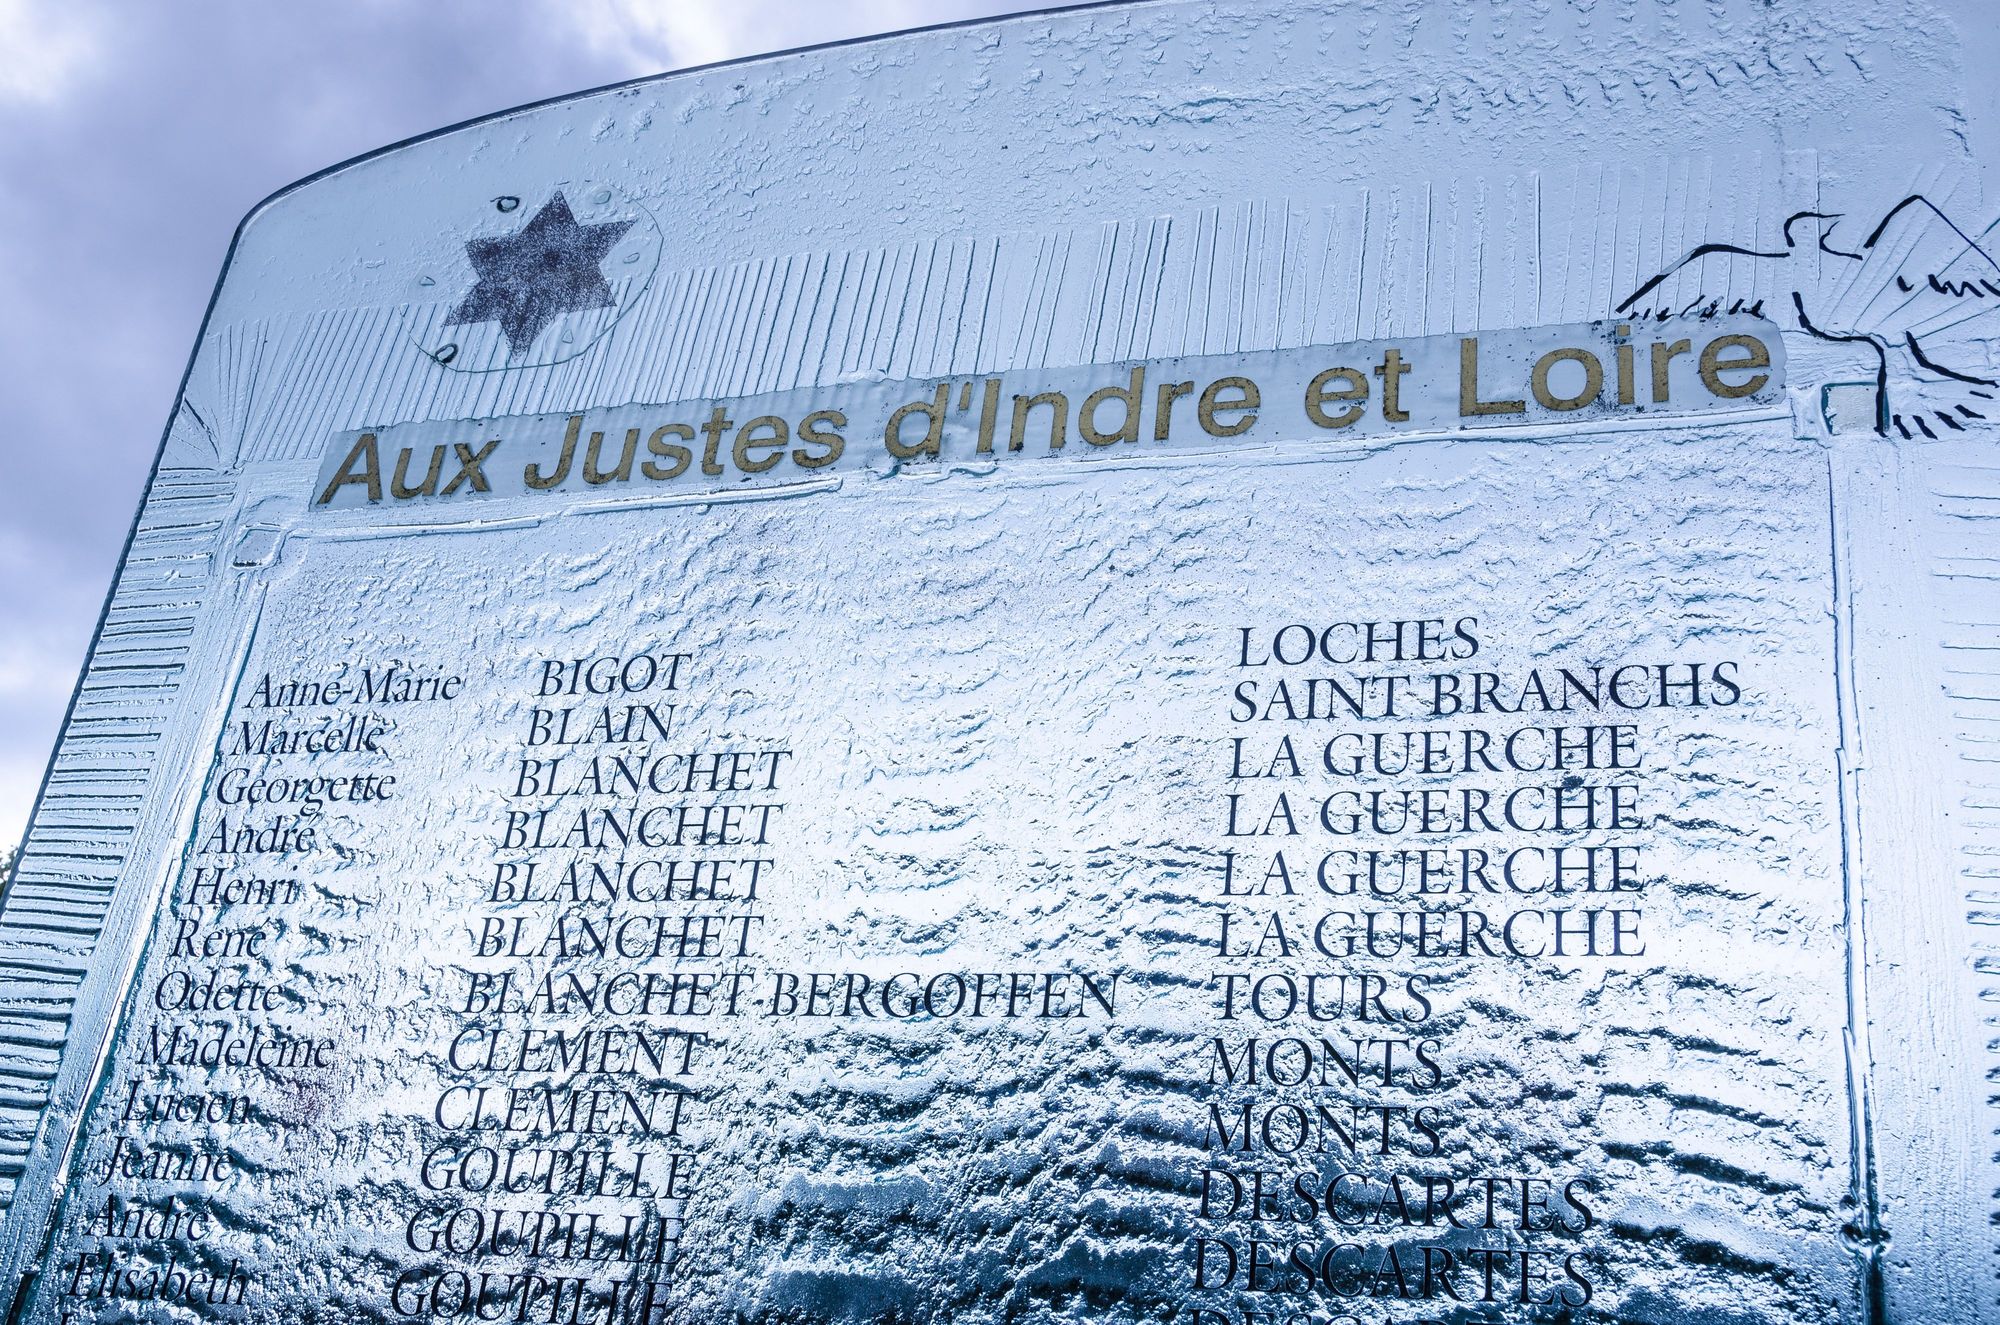 Aux Justes d'Indre et Loire
Anne-Marie BIGOT LOCHES
Marcelle BLAIN SAINT BRANCHS
Georgette BLANCHET LA GUERCHE
André BLANCHET LA GUERCHE
Henri BLANCHET LA GUERCHE
René BLANCHET LA GUERCHE
Odette BLANCHET-BERGOFFEN TOURS
Madeleine CLEMENT MONTS
Lucien CLEMENT MONTS
Jeanne GOUPILLE DESCARTES
André GOUPILLE DESCARTES
Elisabeth GOUPILLE DESCARTES